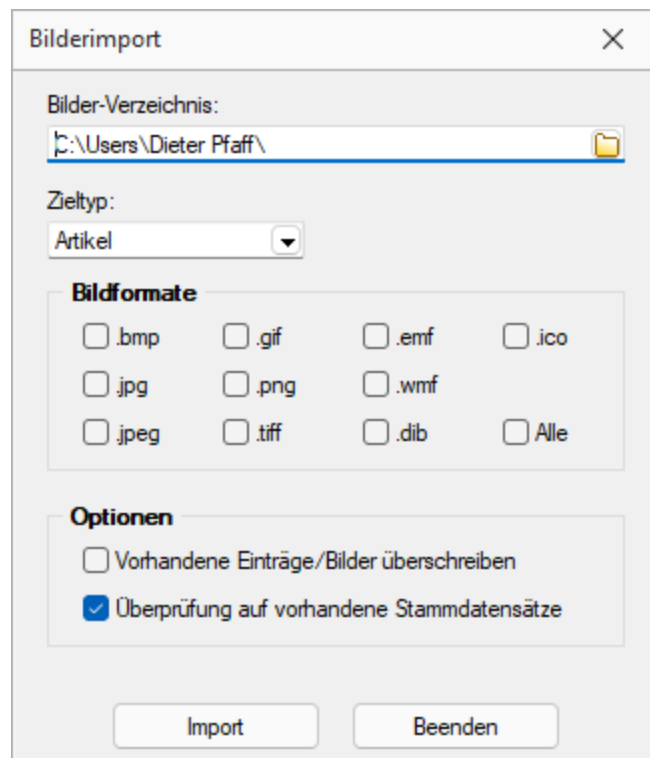 Bilderimport
Bilder-Verzeichnis:
C:\Users\Dieter Pfaff\
Zieltyp:
Artikel
Bildformate
.bmp .gif .emf .ico
.jpg .png .wmf
.jpeg .tiff .dib Alle
Optionen
Vorhandene Einträge/Bilder überschreiben
Überprüfung auf vorhandene Stammdatensätze
Import Beenden